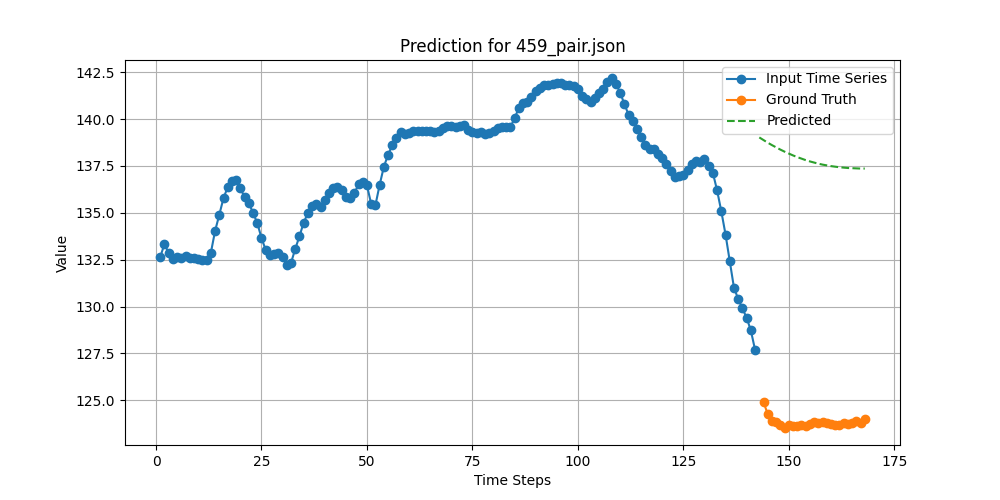 Prediction for 459_pair.json
142.5
140.0
137.5
135.0
132.5
130.0
127.5
125.0
Value
Input Time Series
Ground Truth
Predicted
0 25 50 75 100 125 150 175
Time Steps